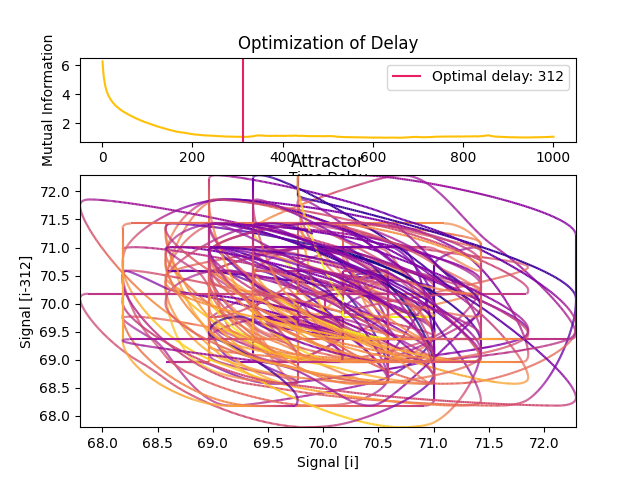 Optimization of Delay
Mutual Information
6
4
2
Optimal delay: 312
0 200 400 600 800 1000
Time Delay
Attractor
Signal [i-312]
72.0
71.5
71.0
70.5
70.0
69.5
69.0
68.5
68.0
68.0 68.5 69.0 69.5 70.0 70.5 71.0 71.5 72.0
Signal [i]